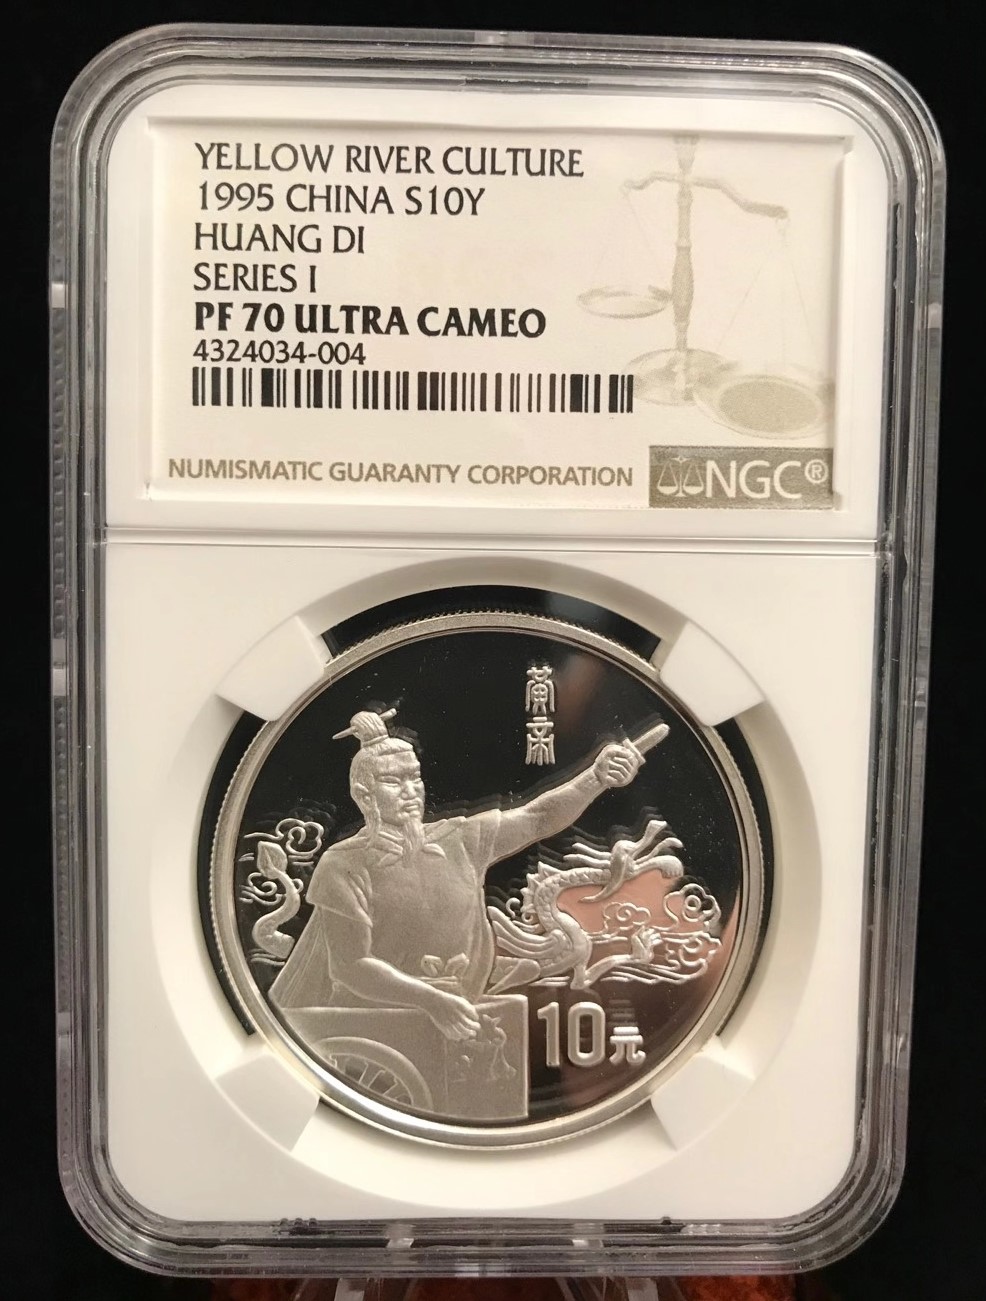 YELLOW RIVER CULTURE
1995 CHINA S10Y
HUANG DI
SERIES I
PF 70 ULTRA CAMEO
4324034-004
NUMISMATIC GUARANTY CORPORATION
NGC®
黃帝
10元